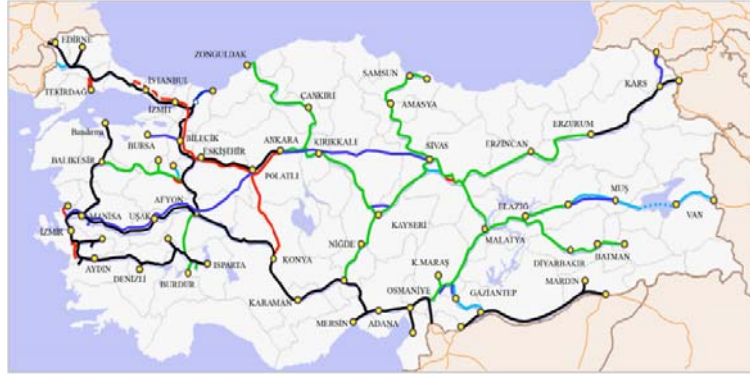 EDİRNE
ZONGULDAK
İSTANBUL
SAMSUN
KARS
TEKİRDAĞ
İZMİT
ÇANKIRI
AMASYA
ERZURUM
Bandırma
BURSA
BİLECİK
ESKİŞEHİR
ANKARA
KIRIKKALE
SİVAS
ERZİNCAN
BALIKESİR
POLATLI
AFYON
ELAZIĞ
MUŞ
VAN
MANİSA
UŞAK
KAYSERİ
MALATYA
İZMİR
NİĞDE
DİYARBAKIR
BATMAN
AYDIN
DENİZLİ
ISPARTA
BURDUR
KONYA
K.MARAŞ
MARDİN
KARAMAN
OSMANİYE
GAZİANTEP
MERSİN
ADANA